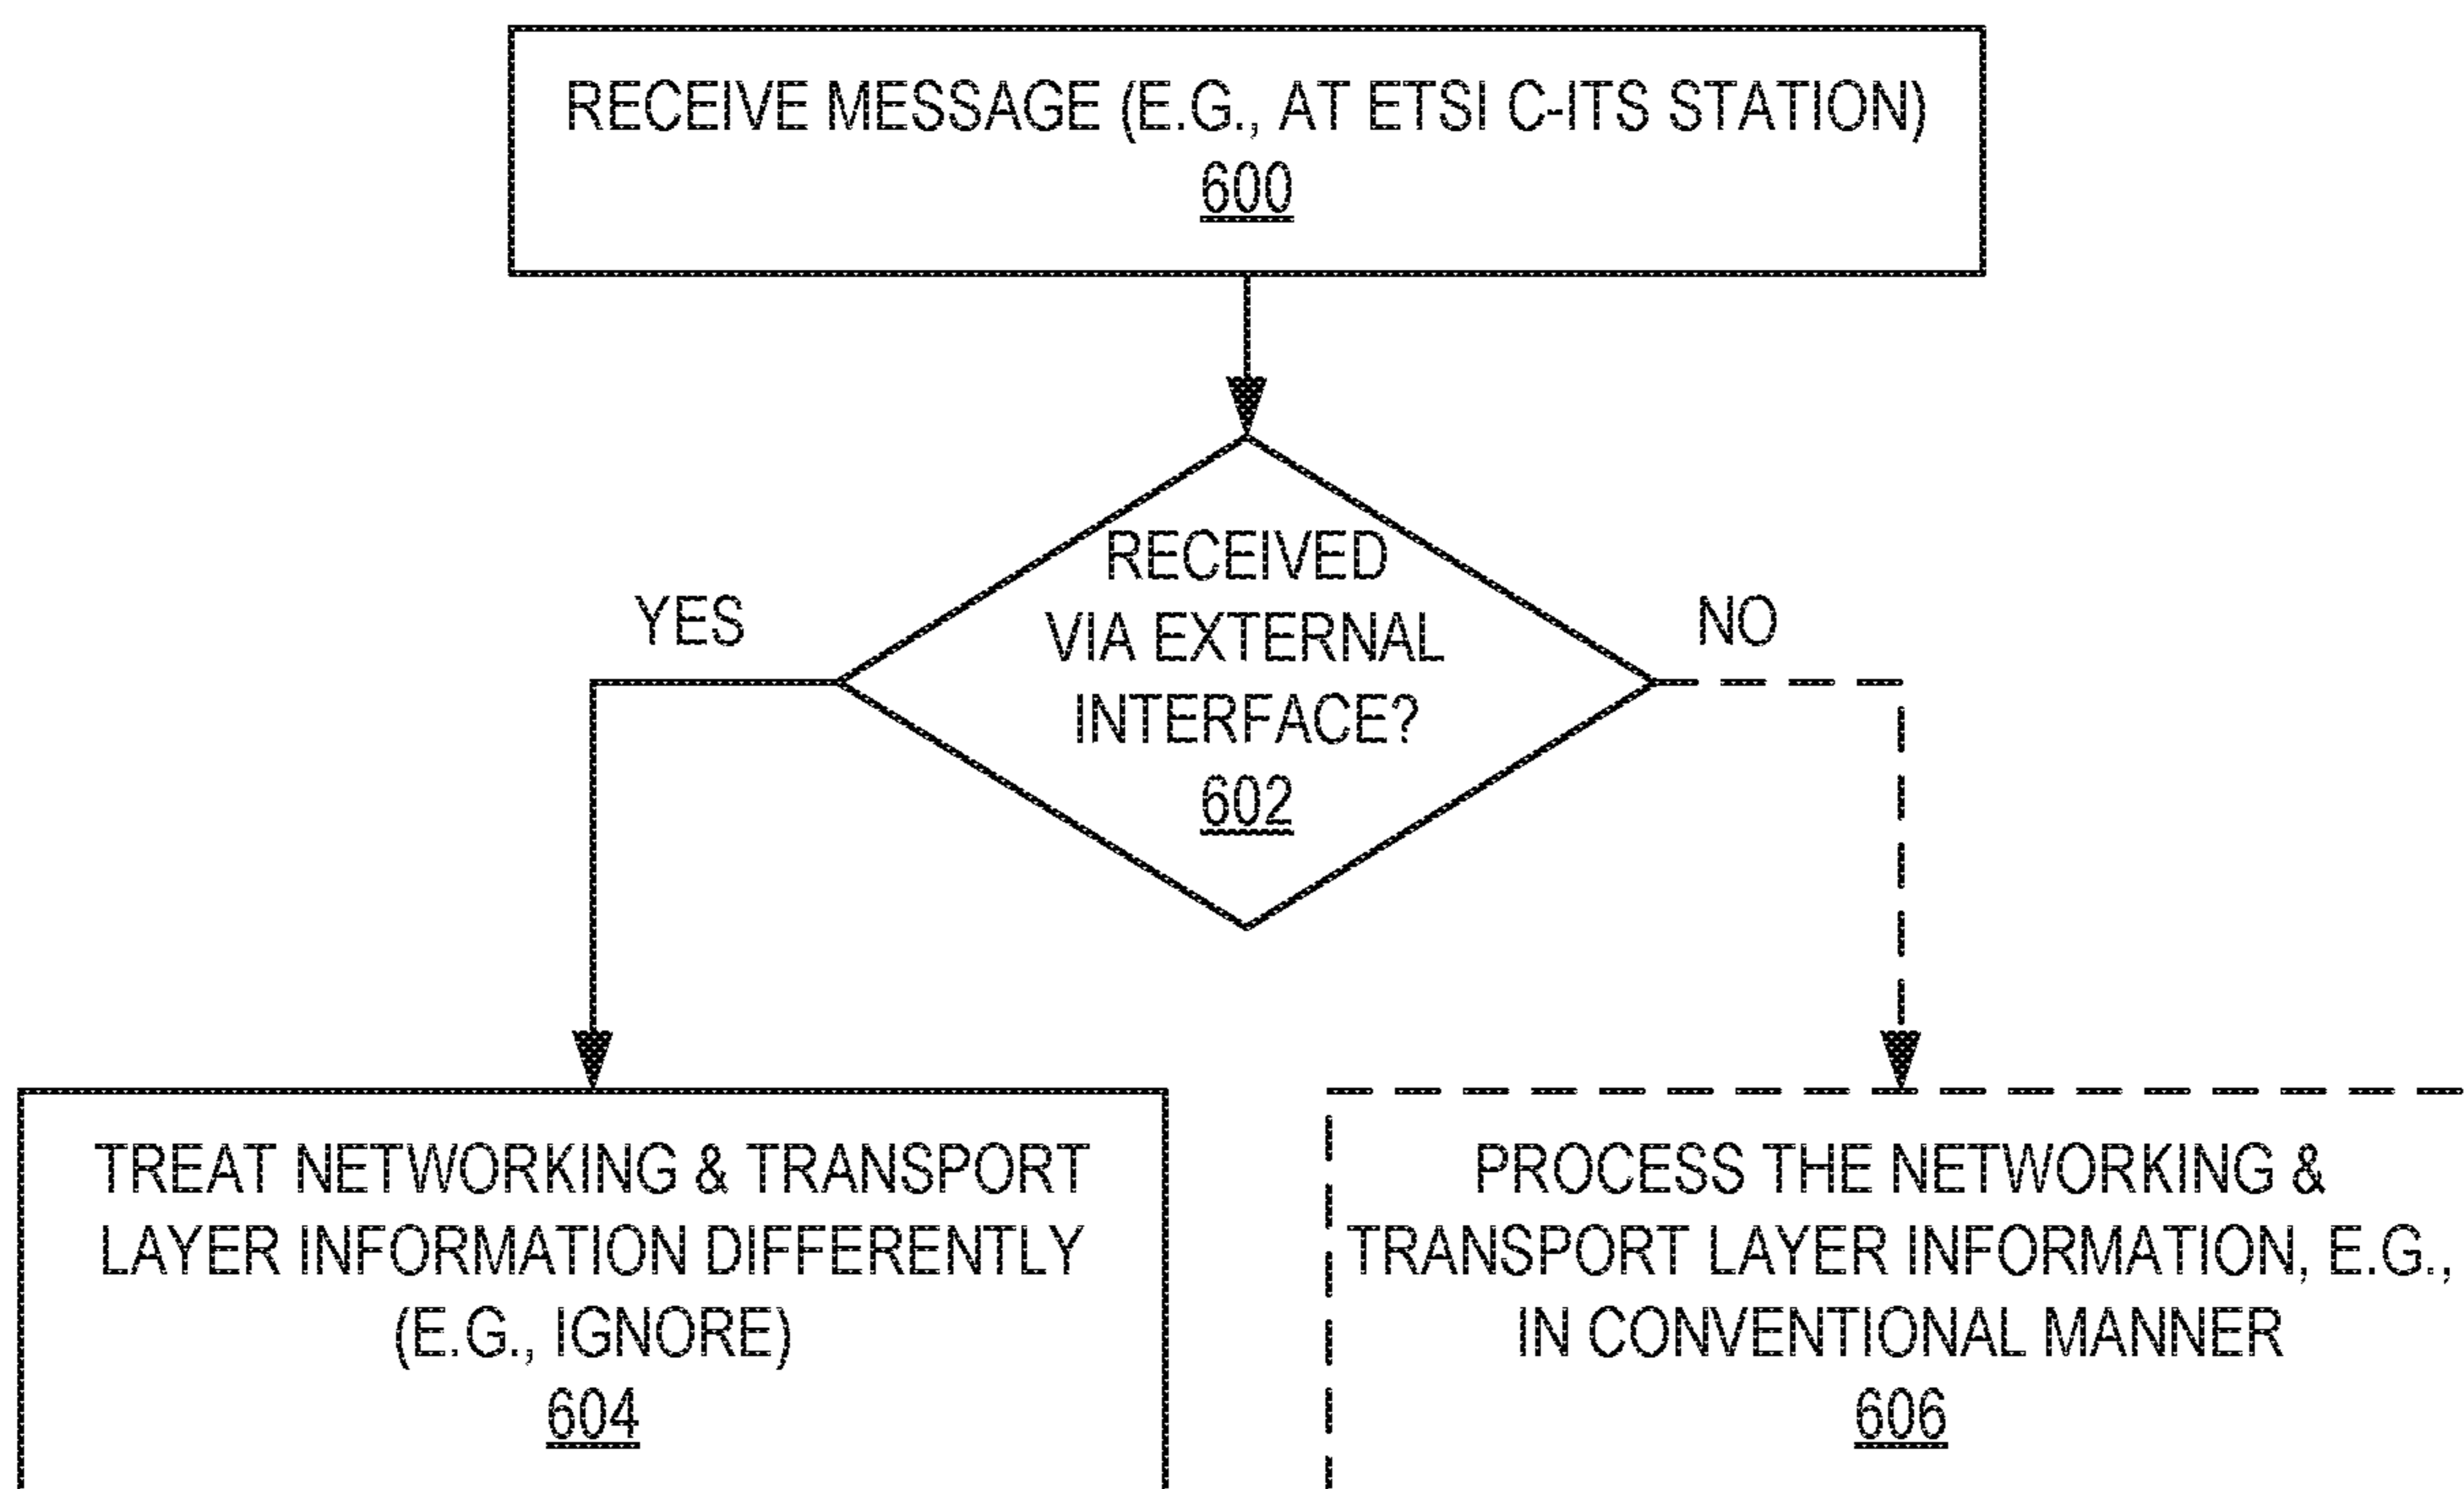 RECEIVE MESSAGE (E.G., AT ETSI C-ITS STATION)
600
RECEIVED
VIA EXTERNAL
INTERFACE?
602
YES
NO
TREAT NETWORKING & TRANSPORT
LAYER INFORMATION DIFFERENTLY
(E.G., IGNORE)
604
PROCESS THE NETWORKING &
TRANSPORT LAYER INFORMATION, E.G.,
IN CONVENTIONAL MANNER
606